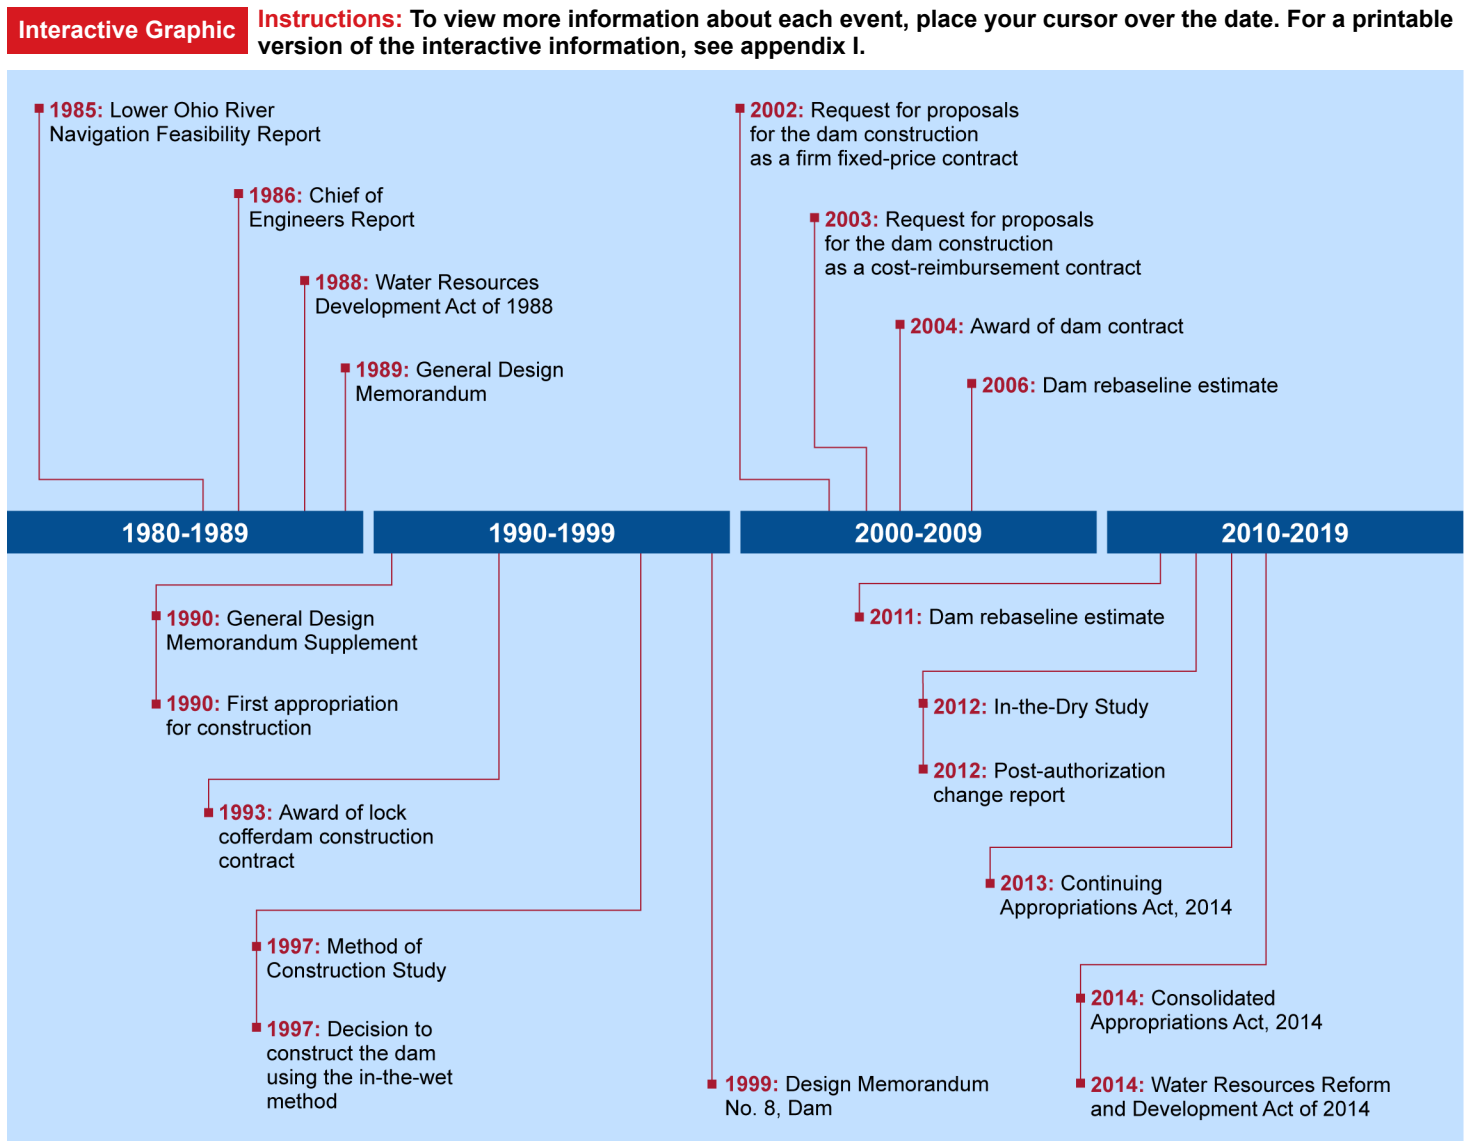 Interactive Graphic
Instructions: To view more information about each event, place your cursor over the date. For a printable
version of the interactive information, see appendix I.
1985: Lower Ohio River
Navigation Feasibility Report
1986: Chief of
Engineers Report
1988: Water Resources
Development Act of 1988
1989: General Design
Memorandum
2002: Request for proposals
for the dam construction
as a firm fixed-price contract
2003: Request for proposals
for the dam construction
as a cost-reimbursement contract
2004: Award of dam contract
2006: Dam rebaseline estimate
1980-1989
1990-1999
2000-2009
2010-2019
1990: General Design
Memorandum Supplement
1990: First appropriation
for construction
1993: Award of lock
cofferdam construction
contract
1997: Method of
Construction Study
1997: Decision to
construct the dam
using the in-the-wet
method
1999: Design Memorandum
No. 8, Dam
2011: Dam rebaseline estimate
2012: In-the-Dry Study
2012: Post-authorization
change report
2013: Continuing
Appropriations Act, 2014
2014: Consolidated
Appropriations Act, 2014
2014: Water Resources Reform
and Development Act of 2014